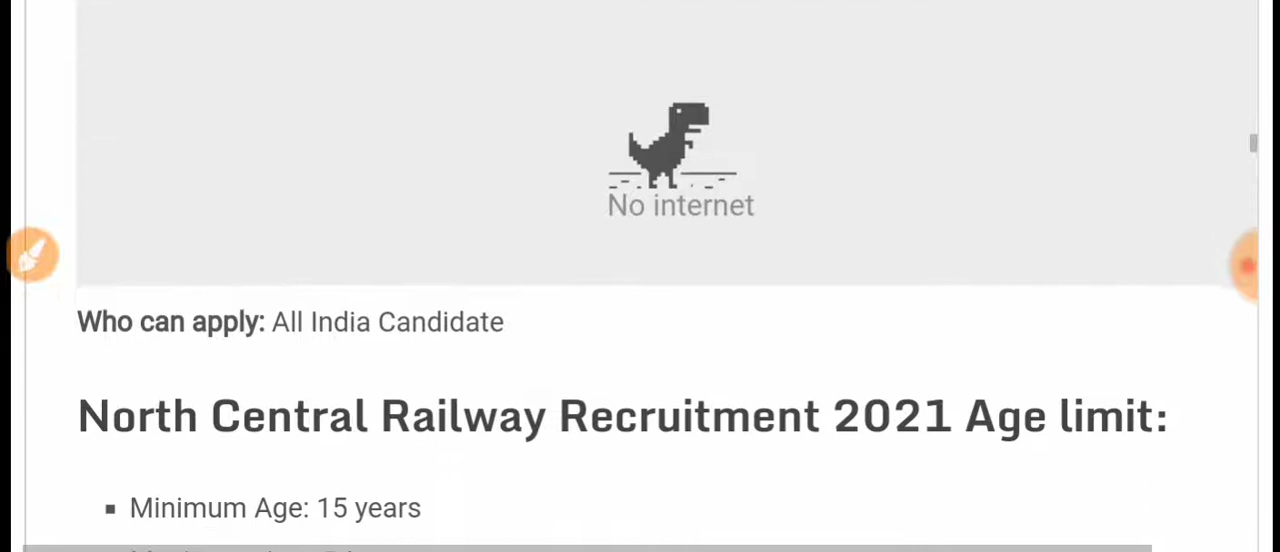 No internet
Who can apply: All India Candidate
North Central Railway Recruitment 2021 Age limit:
▪ Minimum Age: 15 years